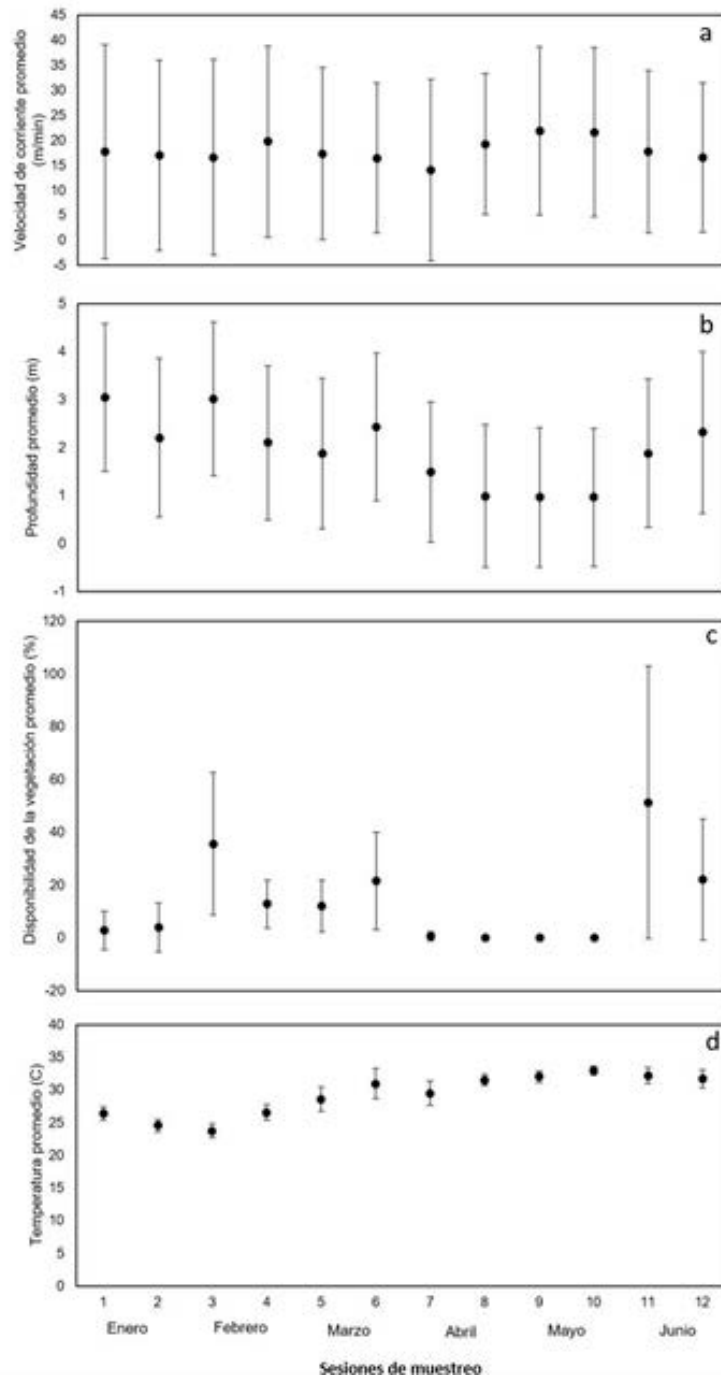 a
Velocidad de corriente promedio
(m/min)
45
40
35
30
25
20
15
10
5
0
-5
b
Profundidad promedio (m)
5
4
3
2
1
0
-1
c
Disponibilidad de la vegetación promedio (%)
120
100
80
60
40
20
0
-20
d
Temperatura promedio (C)
40
35
30
25
20
15
10
5
0
1 2 3 4 5 6 7 8 9 10 11 12
Enero Febrero Marzo Abril Mayo Junio
Sesiones de muestreo